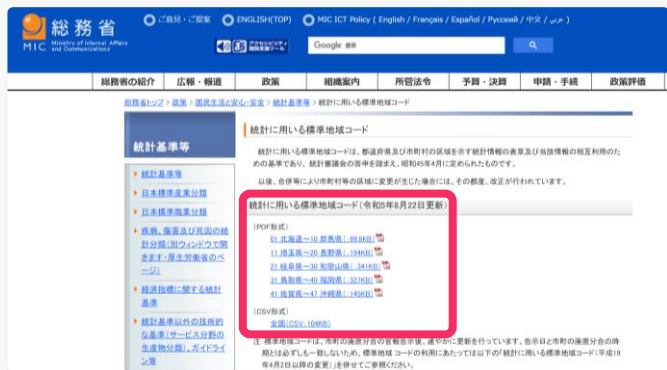 総務省
MIC Ministry of Internal Affairs and Communications
ご意見・ご提案
ENGLISH(TOP)
MIC ICT Policy ( English / Français / Español / Русский / 中文 / عربي )
アクセシビリティ
閲覧支援ツール
Google 検索
総務省の紹介
広報・報道
政策
組織案内
所管法令
予算・決算
申請・手続
政策評価
総務省トップ > 政策 > 国民生活と安心・安全 > 統計基準等 > 統計に用いる標準地域コード
統計基準等
統計基準等
日本標準産業分類
日本標準職業分類
疾病、傷害及び死因の統
計分類(別ウィンドウで開
きます・厚生労働省のペ
ージ)
経済指標に関する統計
基準
統計基準以外の技術的
な基準(サービス分野の
生産物分類)、ガイドライ
ン等
統計に用いる標準地域コード
統計に用いる標準地域コードは、都道府県及び市町村の区域を示す統計情報の表章及び当該情報の相互利用のた
めの基準であり、統計審議会の答申を踏まえ、昭和45年4月に定められたものです。
以後、合併等により市町村等の区域に変更が生じた場合には、その都度、改正が行われています。
統計に用いる標準地域コード(令和5年8月22日更新)
(PDF形式)
01 北海道~10 群馬県(:99.8KB)
11 埼玉県~20 長野県(:194KB)
21 岐阜県~30 和歌山県(:341KB)
31 鳥取県~40 福岡県(:327KB)
41 佐賀県~47 沖縄県(:145KB)
(CSV形式)
全国(CSV:104KB)
注 標準地域コードは、市町の廃置分合の官報告示後、速やかに更新を行っています。告示日と市町の廃置分合の時
期とは必ずしも一致しないため、標準地域 コードの利用にあたっては以下の「統計に用いる標準地域コード(平成19
年4月2日以降の変更)」を併せてご参照ください。